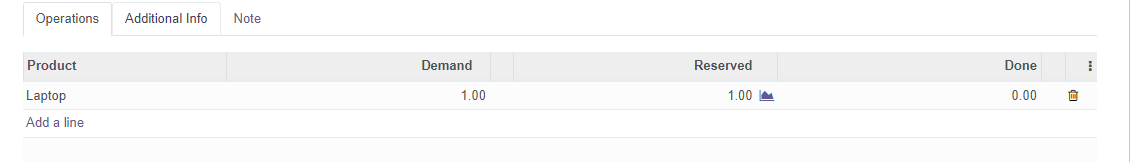 Operations Additional Info Note
Product Demand Reserved Done
Laptop 1.00 1.00 0.00
Add a line